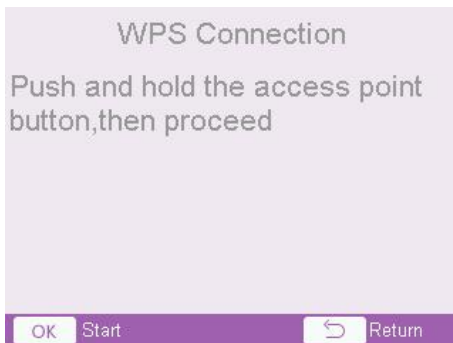 WPS Connection
Push and hold the access point
button,then proceed
OK Start Return